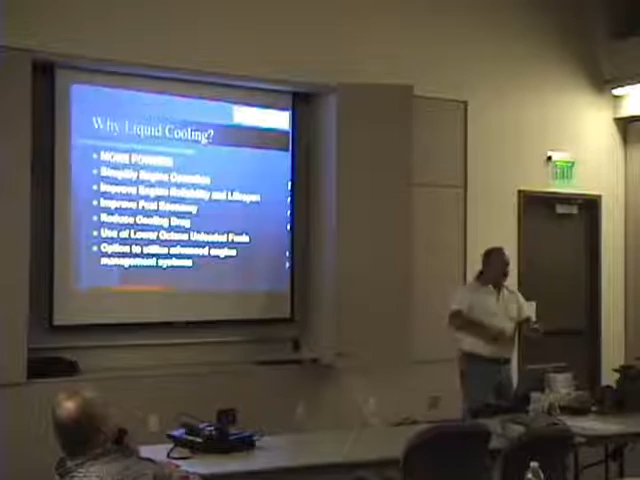 Why Liquid Cooling?
• MORE POWER!!
• Simplify Engine Operation
• Improve Engine Reliability and Lifespan
• Improve Fuel Economy
• Reduce Cooling Drag
• Use of Lower Octane Unleaded Fuels
• Option to utilize advanced engine
management systems
EXIT